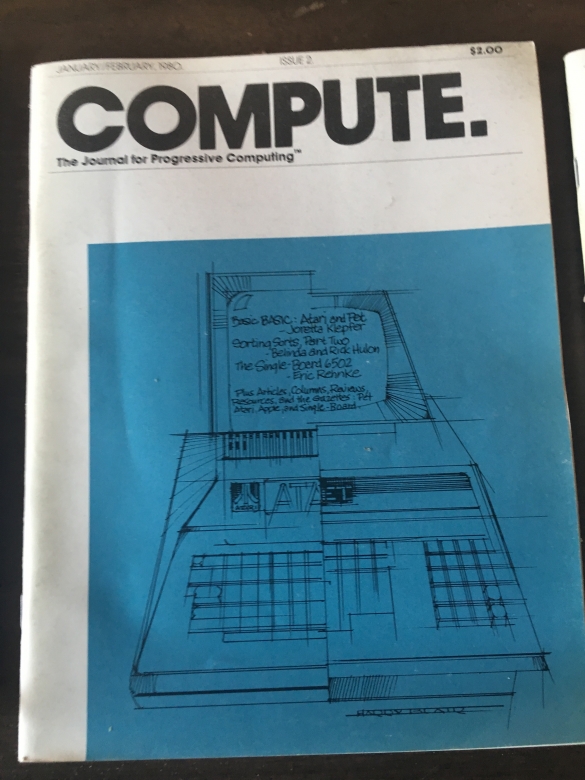 JANUARY/FEBRUARY, 1980.
ISSUE 2.
$2.00
COMPUTE.
The Journal for Progressive Computing™
Basic BASIC: Atari and Pet
- Joretta Klepfer
Sorting Sorts, Part Two
- Belinda and Rick Hulon
The Single-Board 6502
- Eric Rehnke
Plus Articles, Columns, Reviews,
Resources, and the Gazettes: Pet
Atari, Apple, and Single-Board
ATARI